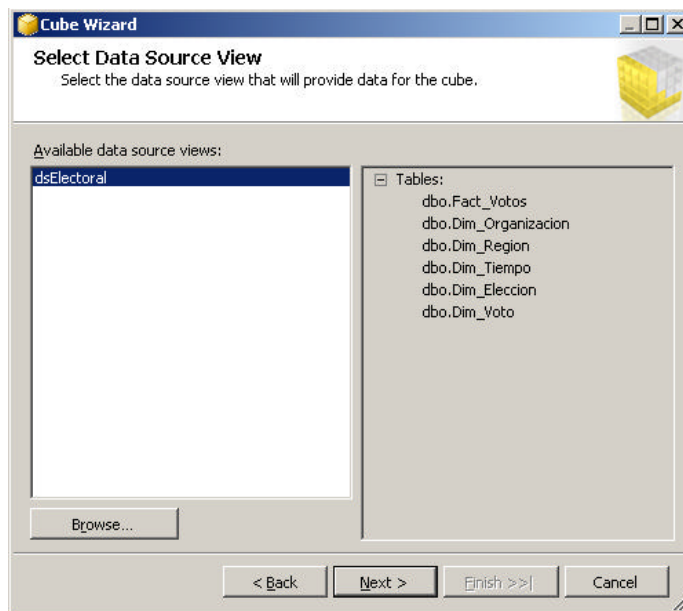 Cube Wizard
Select Data Source View
Select the data source view that will provide data for the cube.
Available data source views:
dsElectoral
Tables:
dbo.Fact_Votos
dbo.Dim_Organizacion
dbo.Dim_Region
dbo.Dim_Tiempo
dbo.Dim_Eleccion
dbo.Dim_Voto
Browse...
< Back Next > Finish >>| Cancel